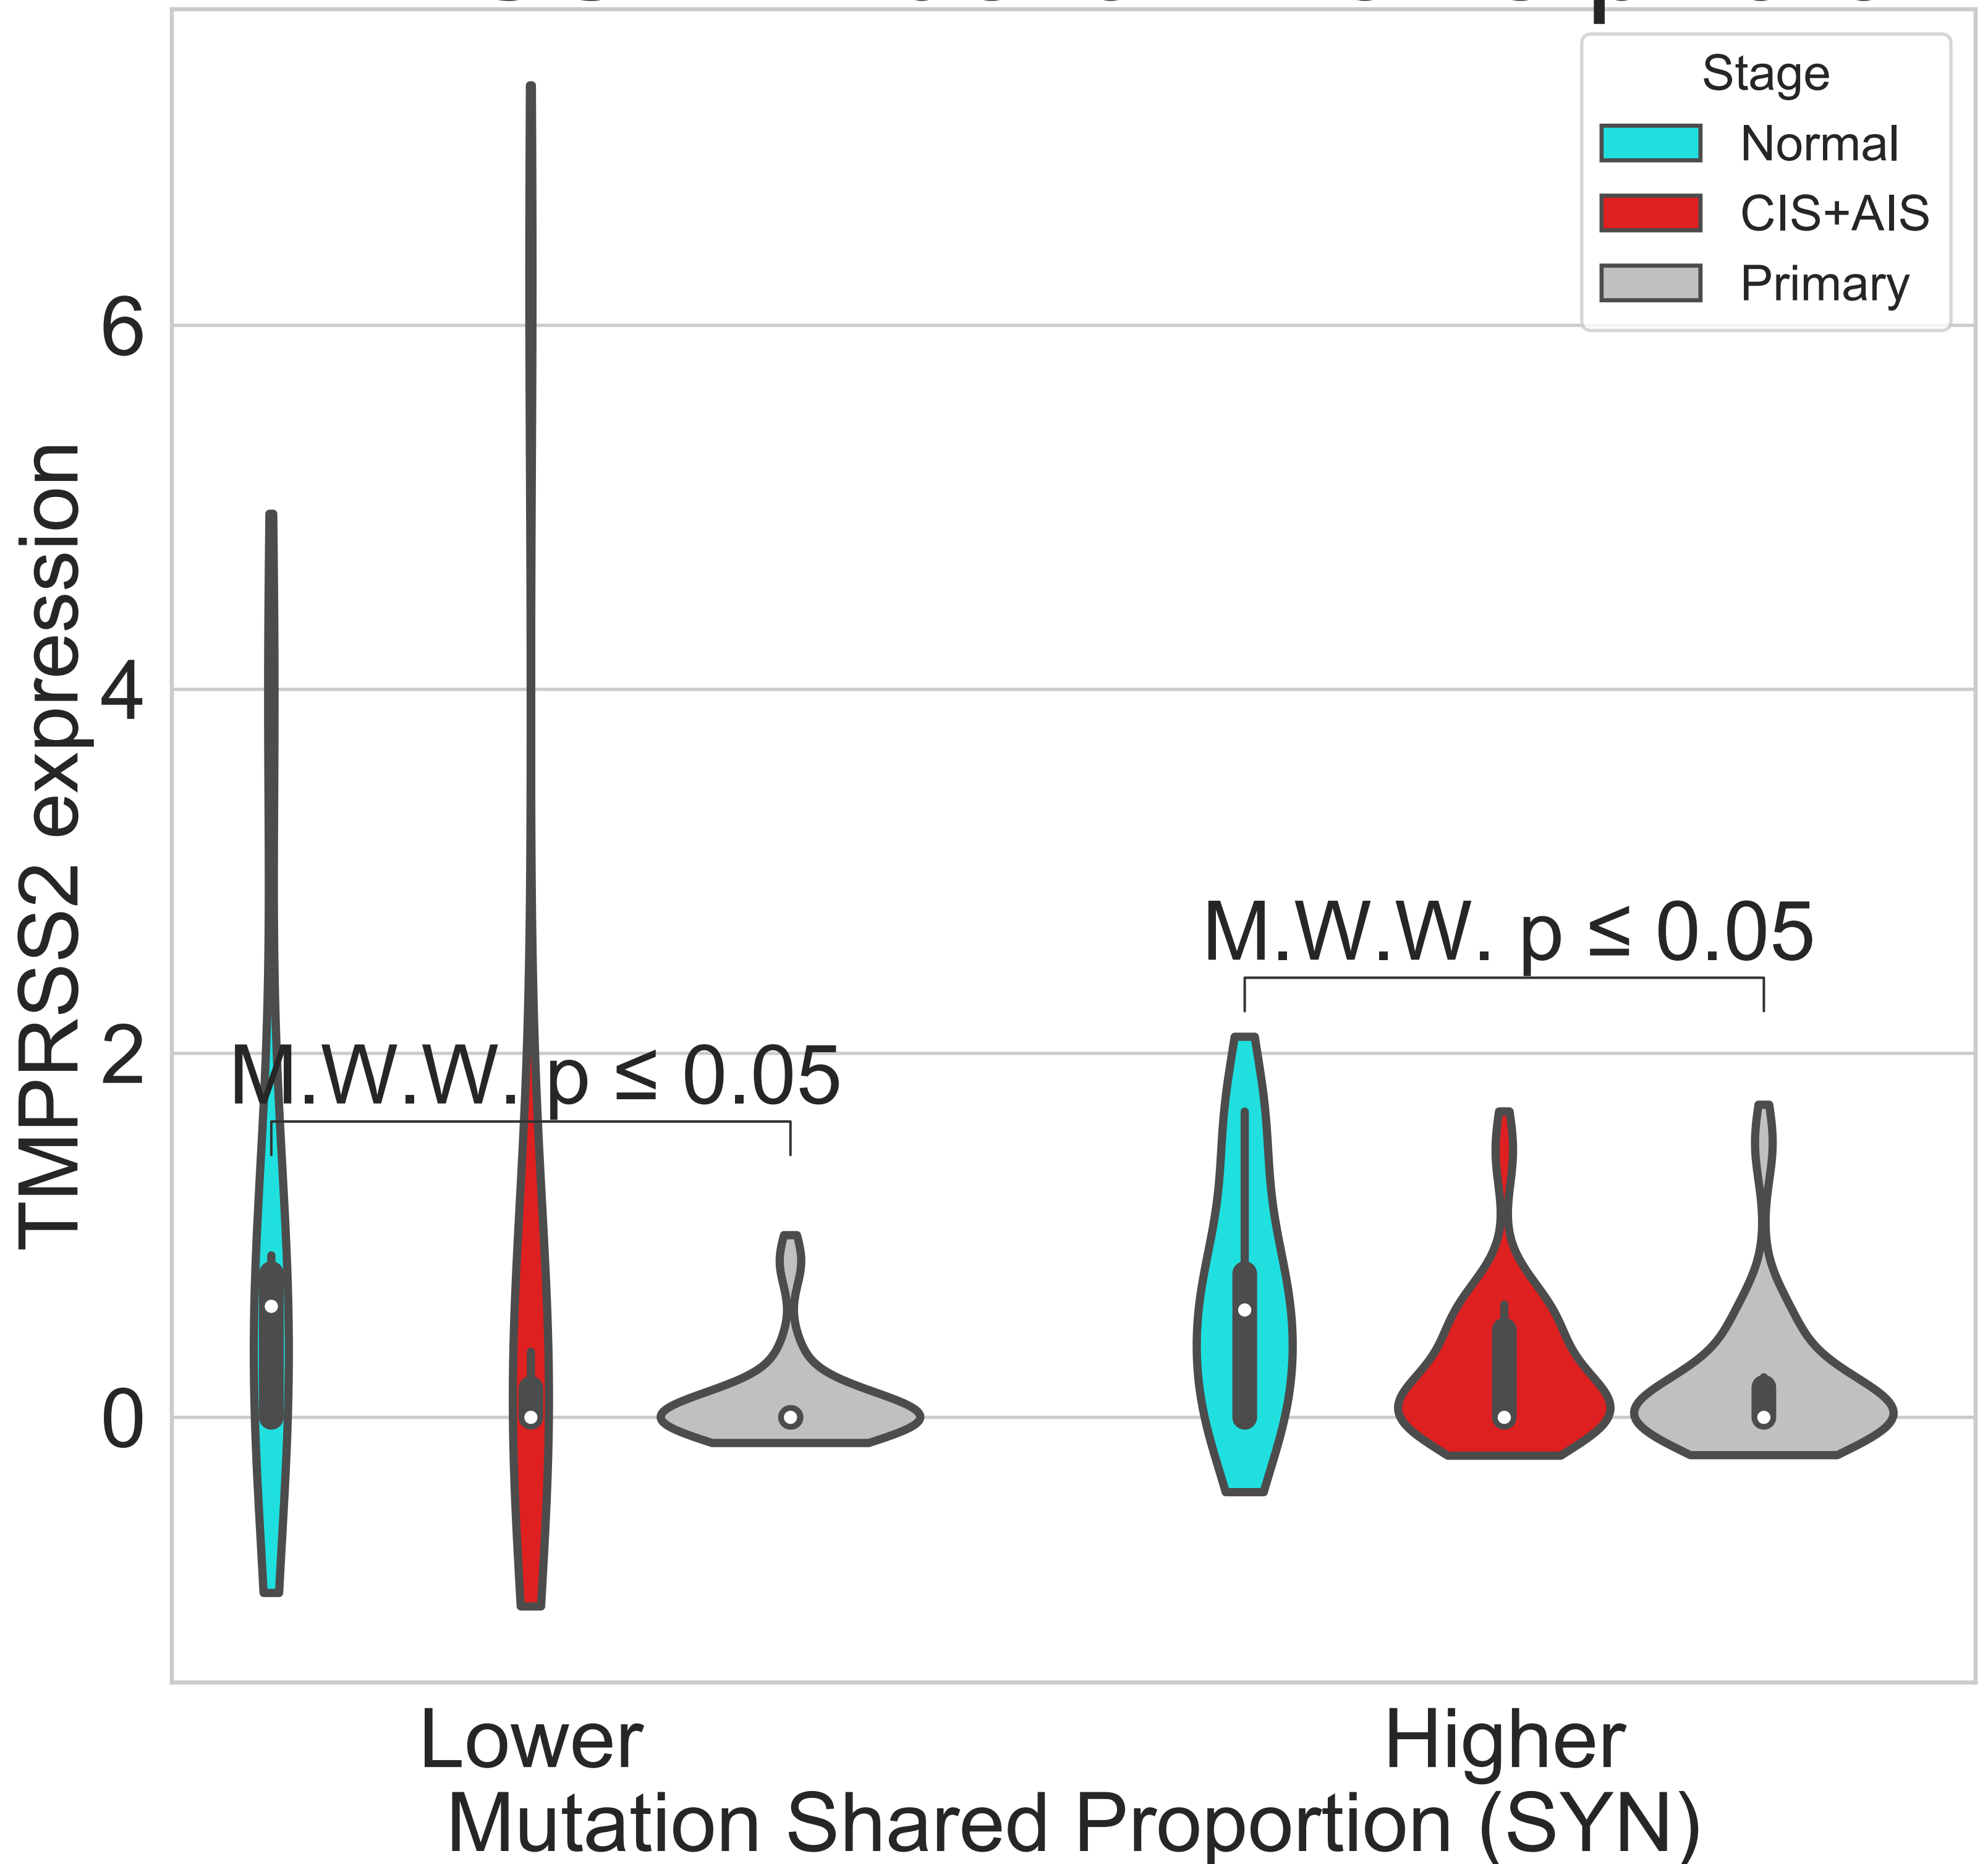 Stage
Normal
CIS+AIS
Primary
6
4
2
0
TMPRSS2 expression
M.W.W. p ≤ 0.05
M.W.W. p ≤ 0.05
Lower
Higher
Mutation Shared Proportion (SYN)